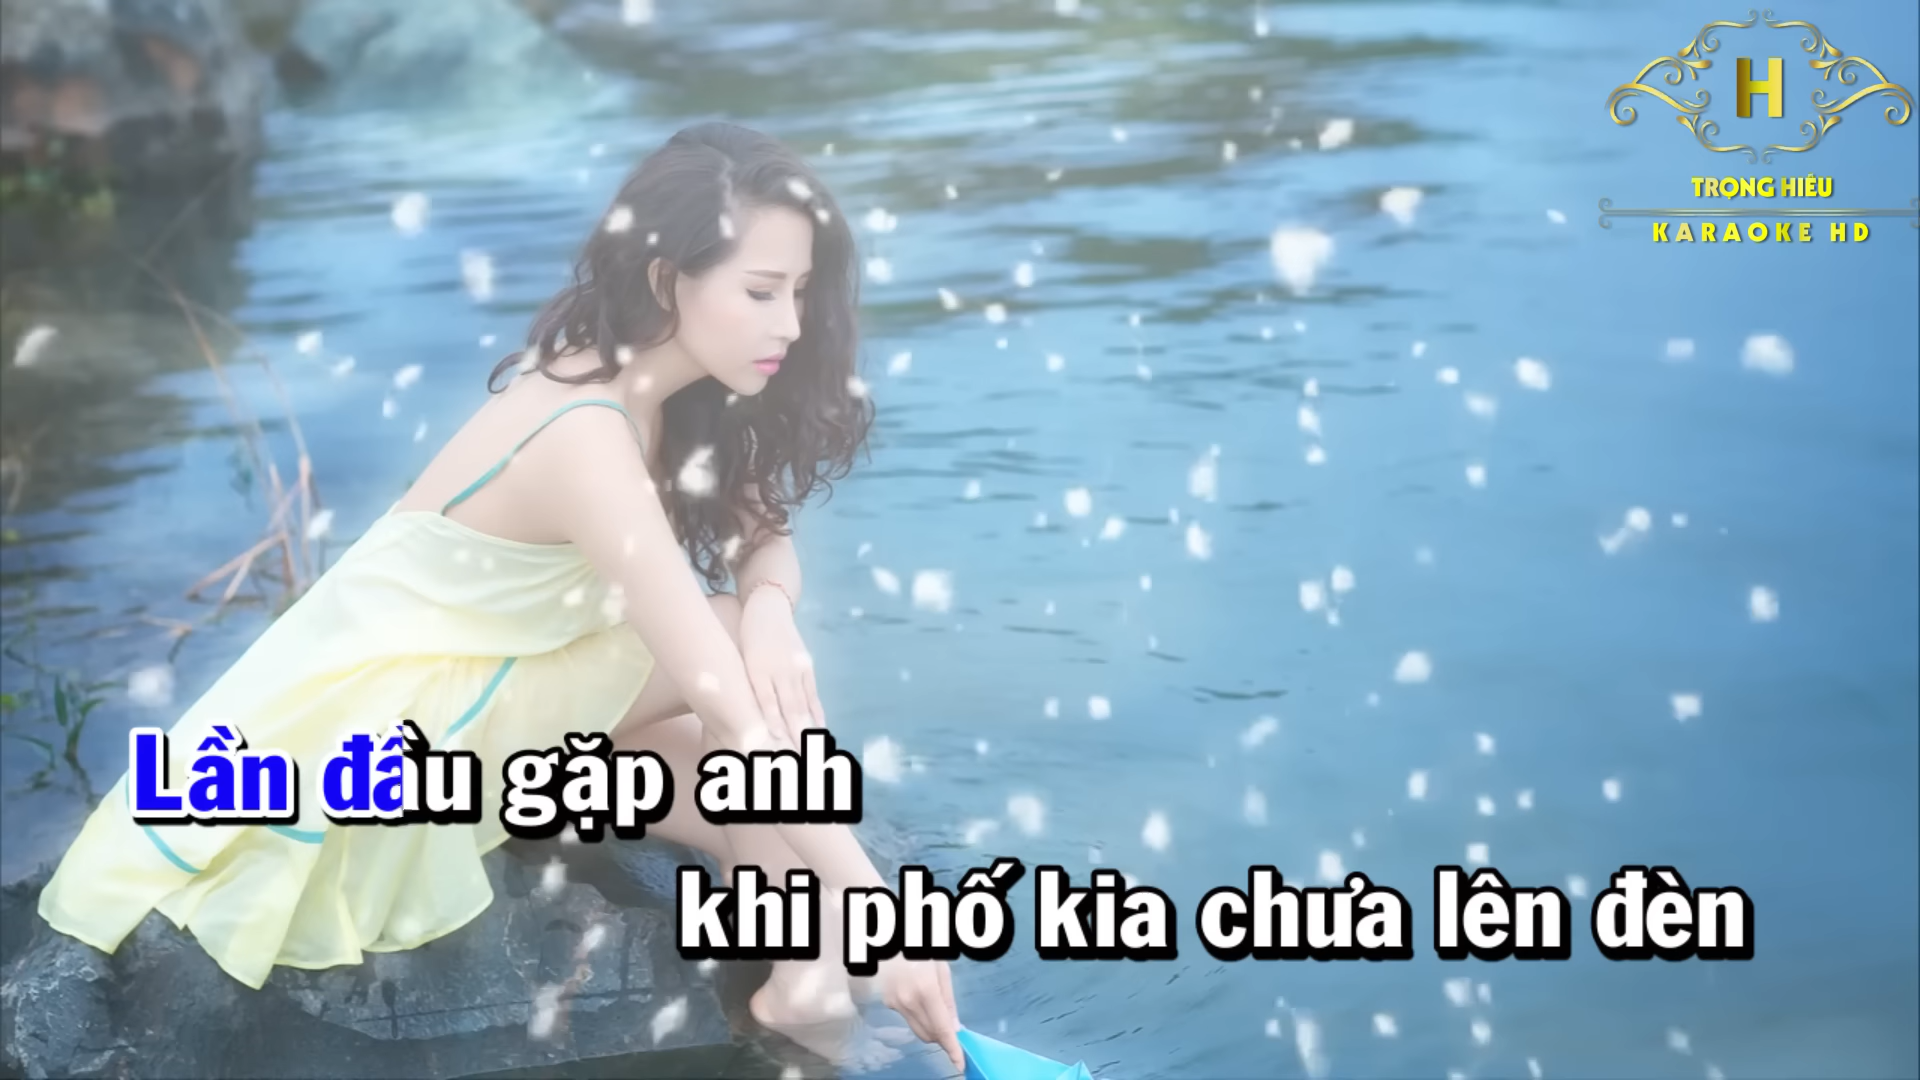 H
TRỌNG HIẾU
KARAOKE HD
Lần đầu gặp anh
khi phố kia chưa lên đèn